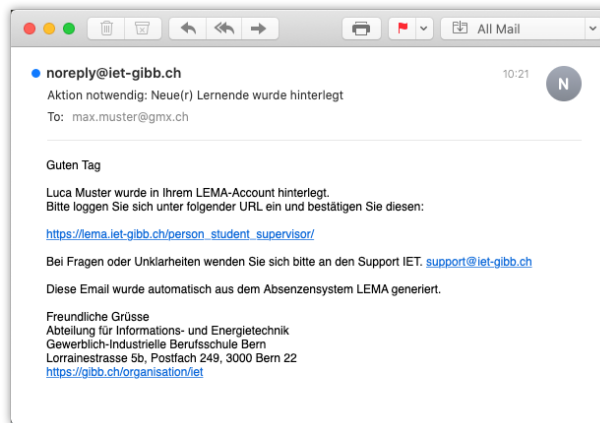 All Mail
noreply@iet-gibb.ch
10:21
N
Aktion notwendig: Neue(r) Lernende wurde hinterlegt
To: max.muster@gmx.ch
Guten Tag
Luca Muster wurde in Ihrem LEMA-Account hinterlegt.
Bitte loggen Sie sich unter folgender URL ein und bestätigen Sie diesen:
https://lema.iet-gibb.ch/person_student_supervisor/
Bei Fragen oder Unklarheiten wenden Sie sich bitte an den Support IET. support@iet-gibb.ch
Diese Email wurde automatisch aus dem Absenzensystem LEMA generiert.
Freundliche Grüsse
Abteilung für Informations- und Energietechnik
Gewerblich-Industrielle Berufsschule Bern
Lorrainestrasse 5b, Postfach 249, 3000 Bern 22
https://gibb.ch/organisation/iet